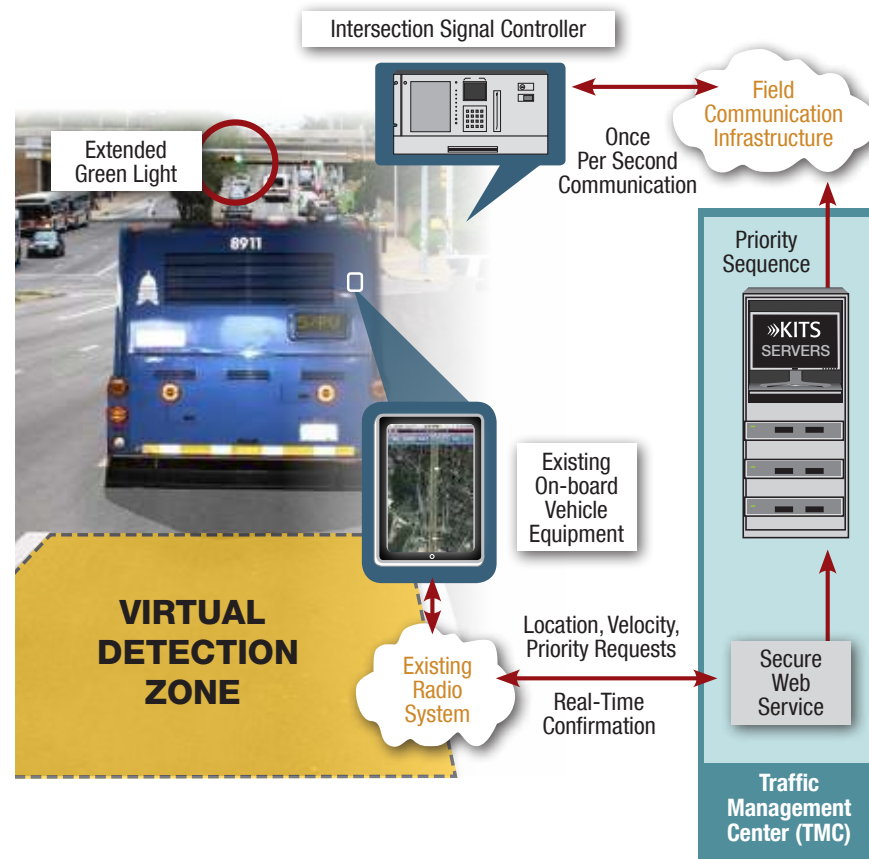 Intersection Signal Controller
Extended
Green Light
Field
Communication
Infrastructure
Once
Per Second
Communication
8911
Priority
Sequence
»KITS
SERVERS
Existing
On-board
Vehicle
Equipment
VIRTUAL
DETECTION
ZONE
Existing
Radio
System
Location, Velocity,
Priority Requests
Real-Time
Confirmation
Secure
Web
Service
Traffic
Management
Center (TMC)